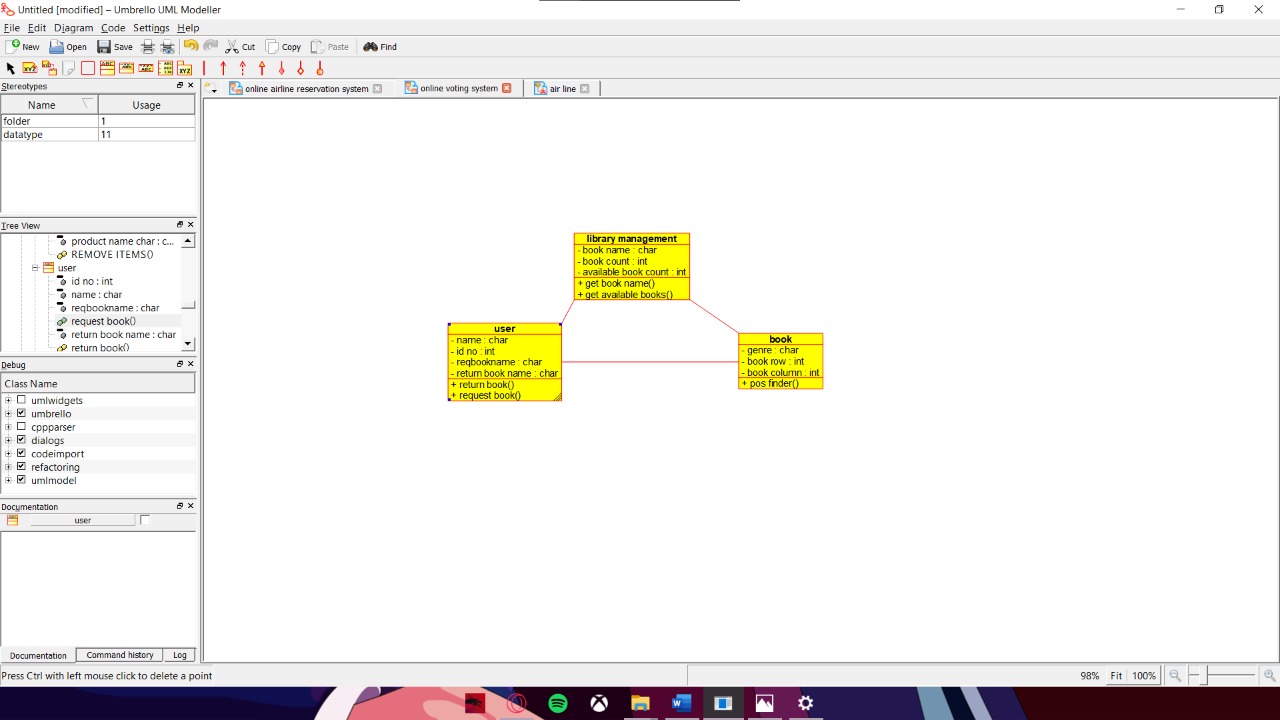 Untitled [modified] – Umbrello UML Modeller
File Edit Diagram Code Settings Help
New Open Save Cut Copy Paste Find
Stereotypes
Name Usage
folder 1
datatype 11
Tree View
product name char : c...
REMOVE ITEMS()
user
id no : int
name : char
reqbookname : char
request book()
return book name : char
return book()
Debug
Class Name
umlwidgets
umbrello
cppparser
dialogs
codeimport
refactoring
umlmodel
Documentation
user
Documentation Command history Log
online airline reservation system online voting system air line
library management
- book name : char
- book count : int
- available book count : int
+ get book name()
+ get available books()
user
- name : char
- id no : int
- reqbookname : char
- return book name : char
+ return book()
+ request book()
book
- genre : char
- book row : int
- book column : int
+ pos finder()
Press Ctrl with left mouse click to delete a point
98% Fit 100%